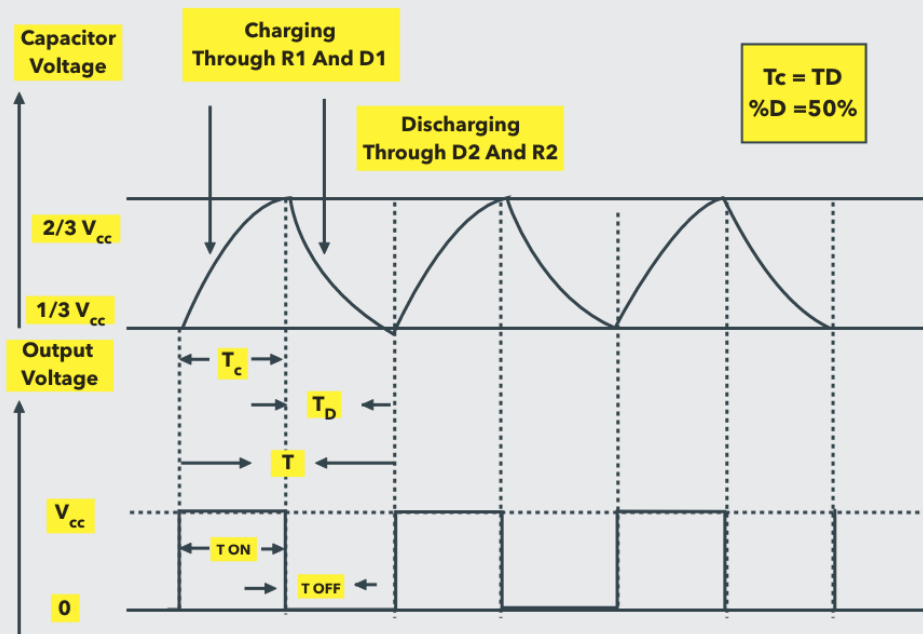 Capacitor
Voltage
Charging
Through R1 And D1
Tc = TD
%D =50%
Discharging
Through D2 And R2
2/3 Vcc
1/3 Vcc
Output
Voltage
Tc
TD
T
Vcc
T ON
T OFF
0